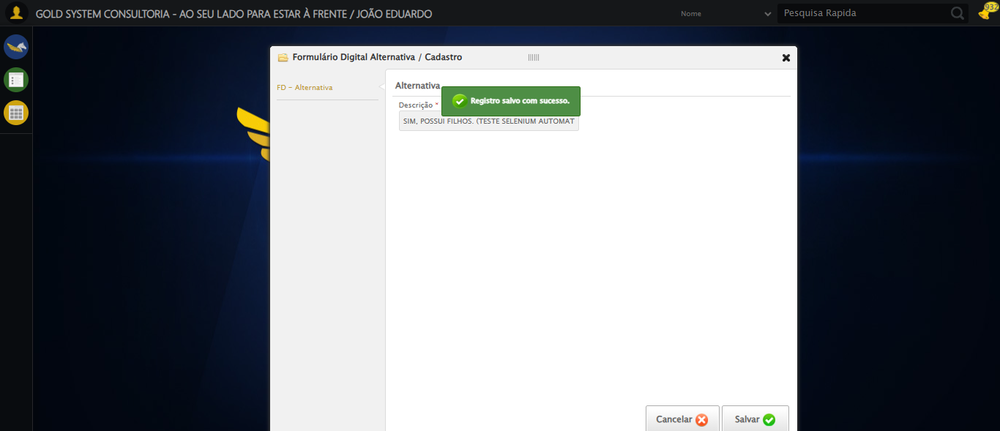 GOLD SYSTEM CONSULTORIA - AO SEU LADO PARA ESTAR À FRENTE / JOÃO EDUARDO
Nome
Pesquisa Rapida
932
Formulário Digital Alternativa / Cadastro
FD - Alternativa
Alternativa
Registro salvo com sucesso.
Descrição *
SIM, POSSUI FILHOS. (TESTE SELENIUM AUTOMAT
Cancelar
Salvar